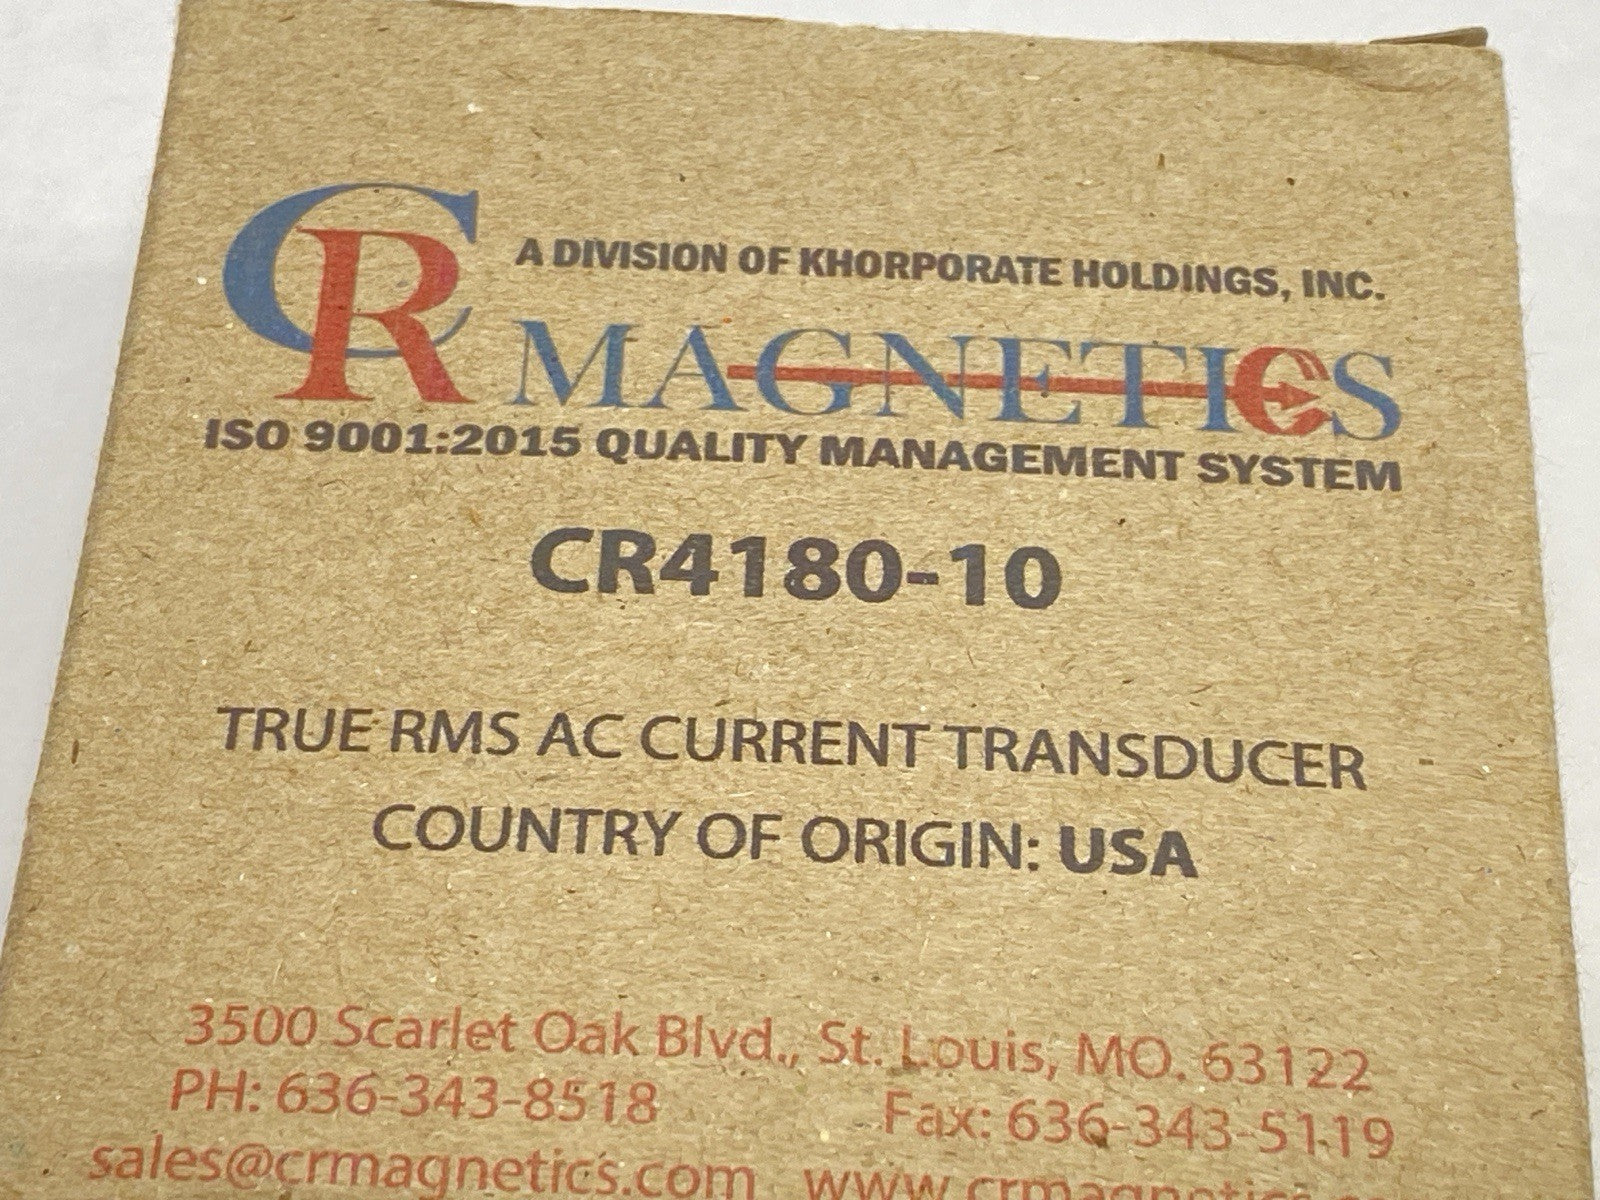 CR
A DIVISION OF KHORPORATE HOLDINGS, INC.
MAGNETICS
ISO 9001:2015 QUALITY MANAGEMENT SYSTEM
CR4180-10
TRUE RMS AC CURRENT TRANSDUCER
COUNTRY OF ORIGIN: USA
3500 Scarlet Oak Blvd., St. Louis, MO. 63122
PH: 636-343-8518 Fax: 636-343-5119
sales@crmagnetics.com www.crmagnetics.